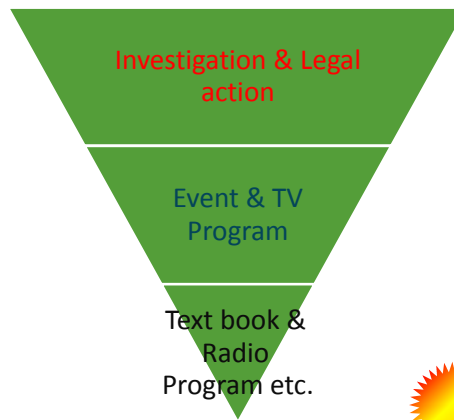 Investigation & Legal
action
Event & TV
Program
Text book &
Radio
Program etc.